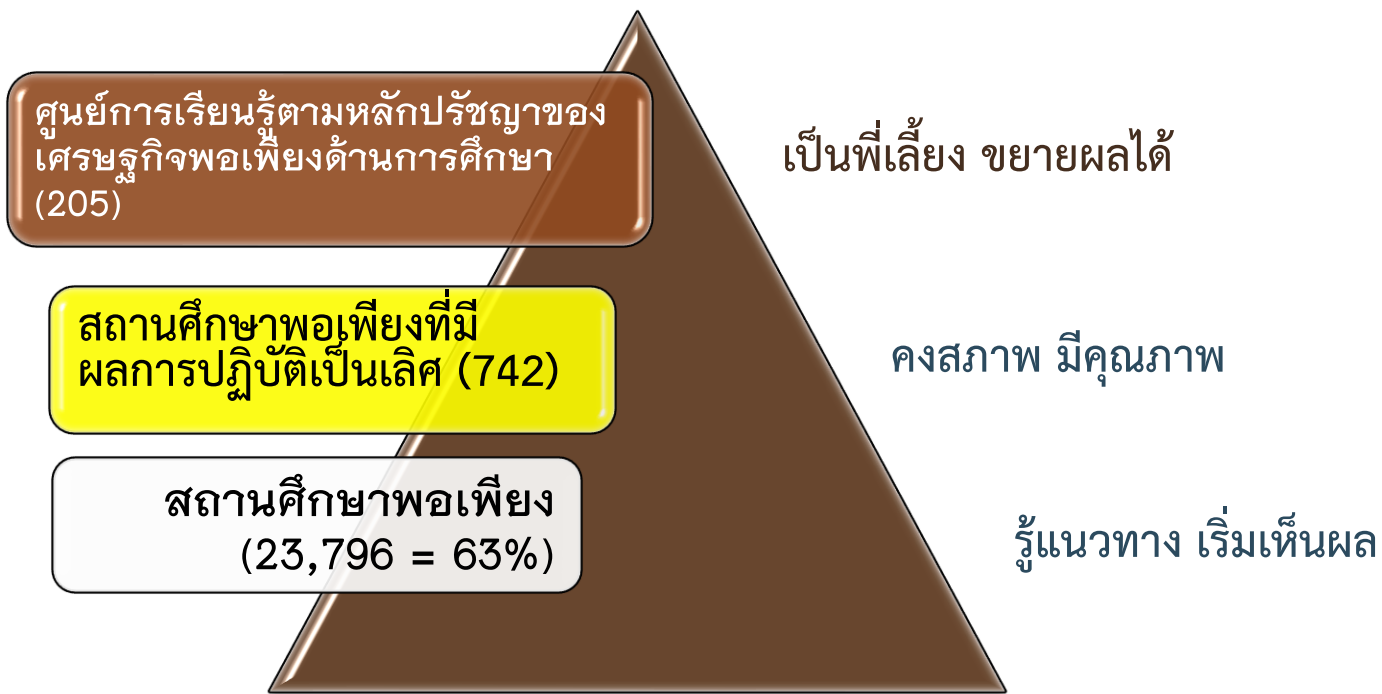 ศูนย์การเรียนรู้ตามหลักปรัชญาของ
เศรษฐกิจพอเพียงด้านการศึกษา
(205)
เป็นพี่เลี้ยง ขยายผลได้
สถานศึกษาพอเพียงที่มี
ผลการปฏิบัติเป็นเลิศ (742)
คงสภาพ มีคุณภาพ
สถานศึกษาพอเพียง
(23,796 = 63%)
รู้แนวทาง เริ่มเห็นผล